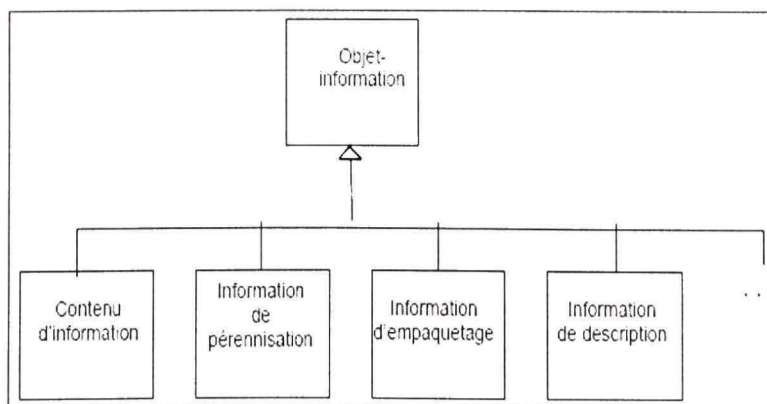 Objet-
information
Contenu
d'information
Information
de
pérennisation
Information
d'empaquetage
Information
de description
. .